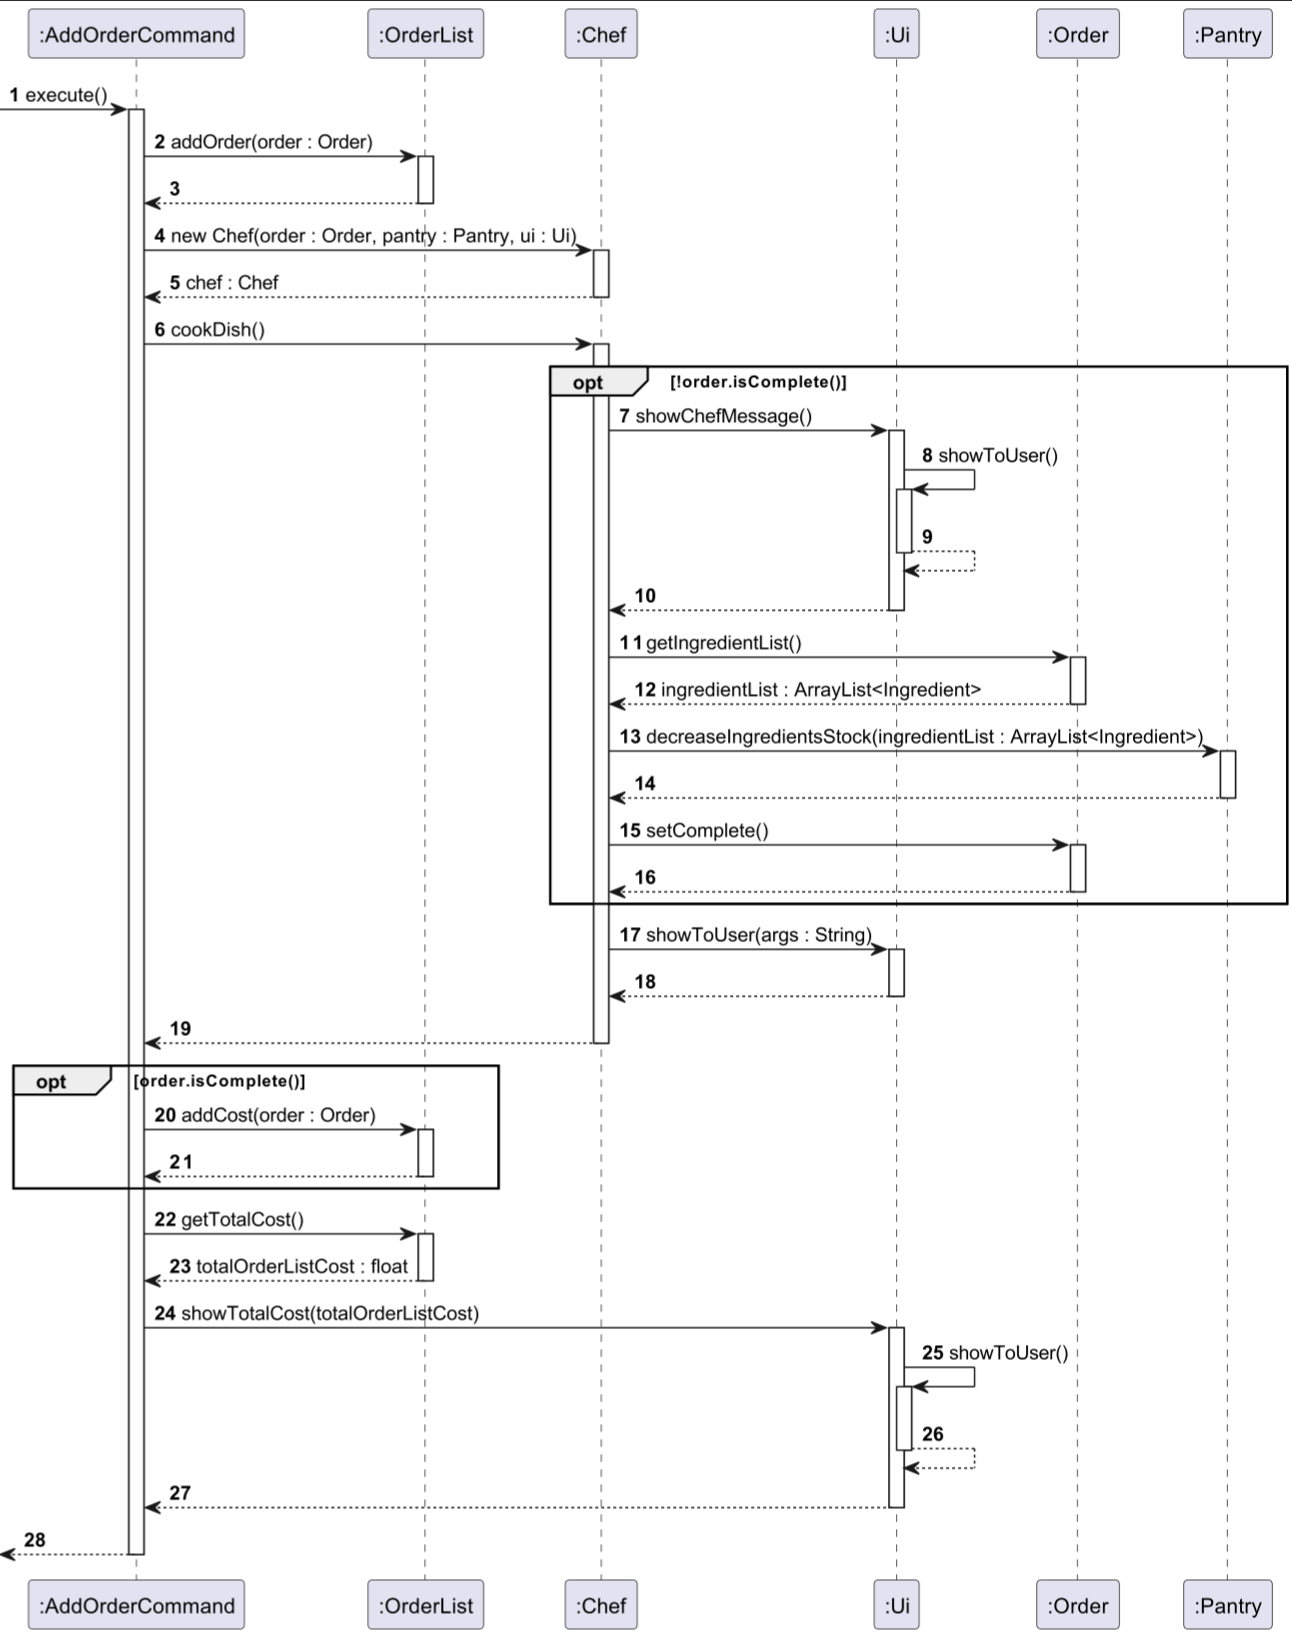 :AddOrderCommand :OrderList :Chef :Ui :Order :Pantry
1 execute()
2 addOrder(order : Order)
3
4 new Chef(order : Order, pantry : Pantry, ui : Ui)
5 chef : Chef
6 cookDish()
opt [!order.isComplete()]
7 showChefMessage()
8 showToUser()
9
10
11 getIngredientList()
12 ingredientList : ArrayList<Ingredient>
13 decreaseIngredientsStock(ingredientList : ArrayList<Ingredient>)
14
15 setComplete()
16
17 showToUser(args : String)
18
19
opt [order.isComplete()]
20 addCost(order : Order)
21
22 getTotalCost()
23 totalOrderListCost : float
24 showTotalCost(totalOrderListCost)
25 showToUser()
26
27
28
:AddOrderCommand :OrderList :Chef :Ui :Order :Pantry